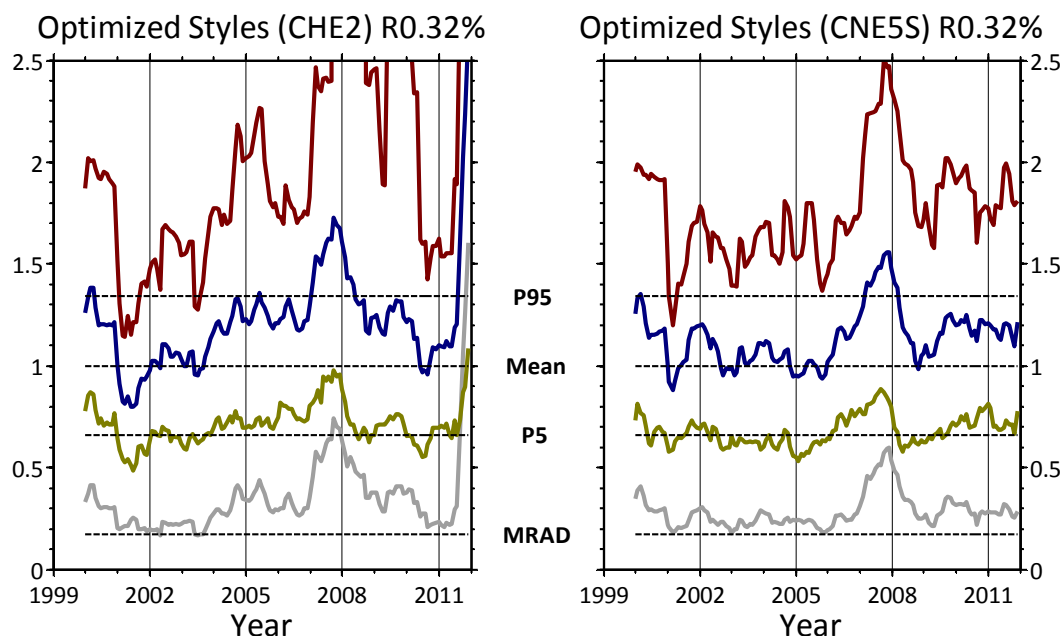 Optimized Styles (CHE2) R0.32%
2.5
2
1.5
1
0.5
0
1999
2002
2005
2008
2011
Year
P95
Mean
P5
MRAD
Optimized Styles (CNE5S) R0.32%
2.5
2
1.5
1
0.5
0
1999
2002
2005
2008
2011
Year